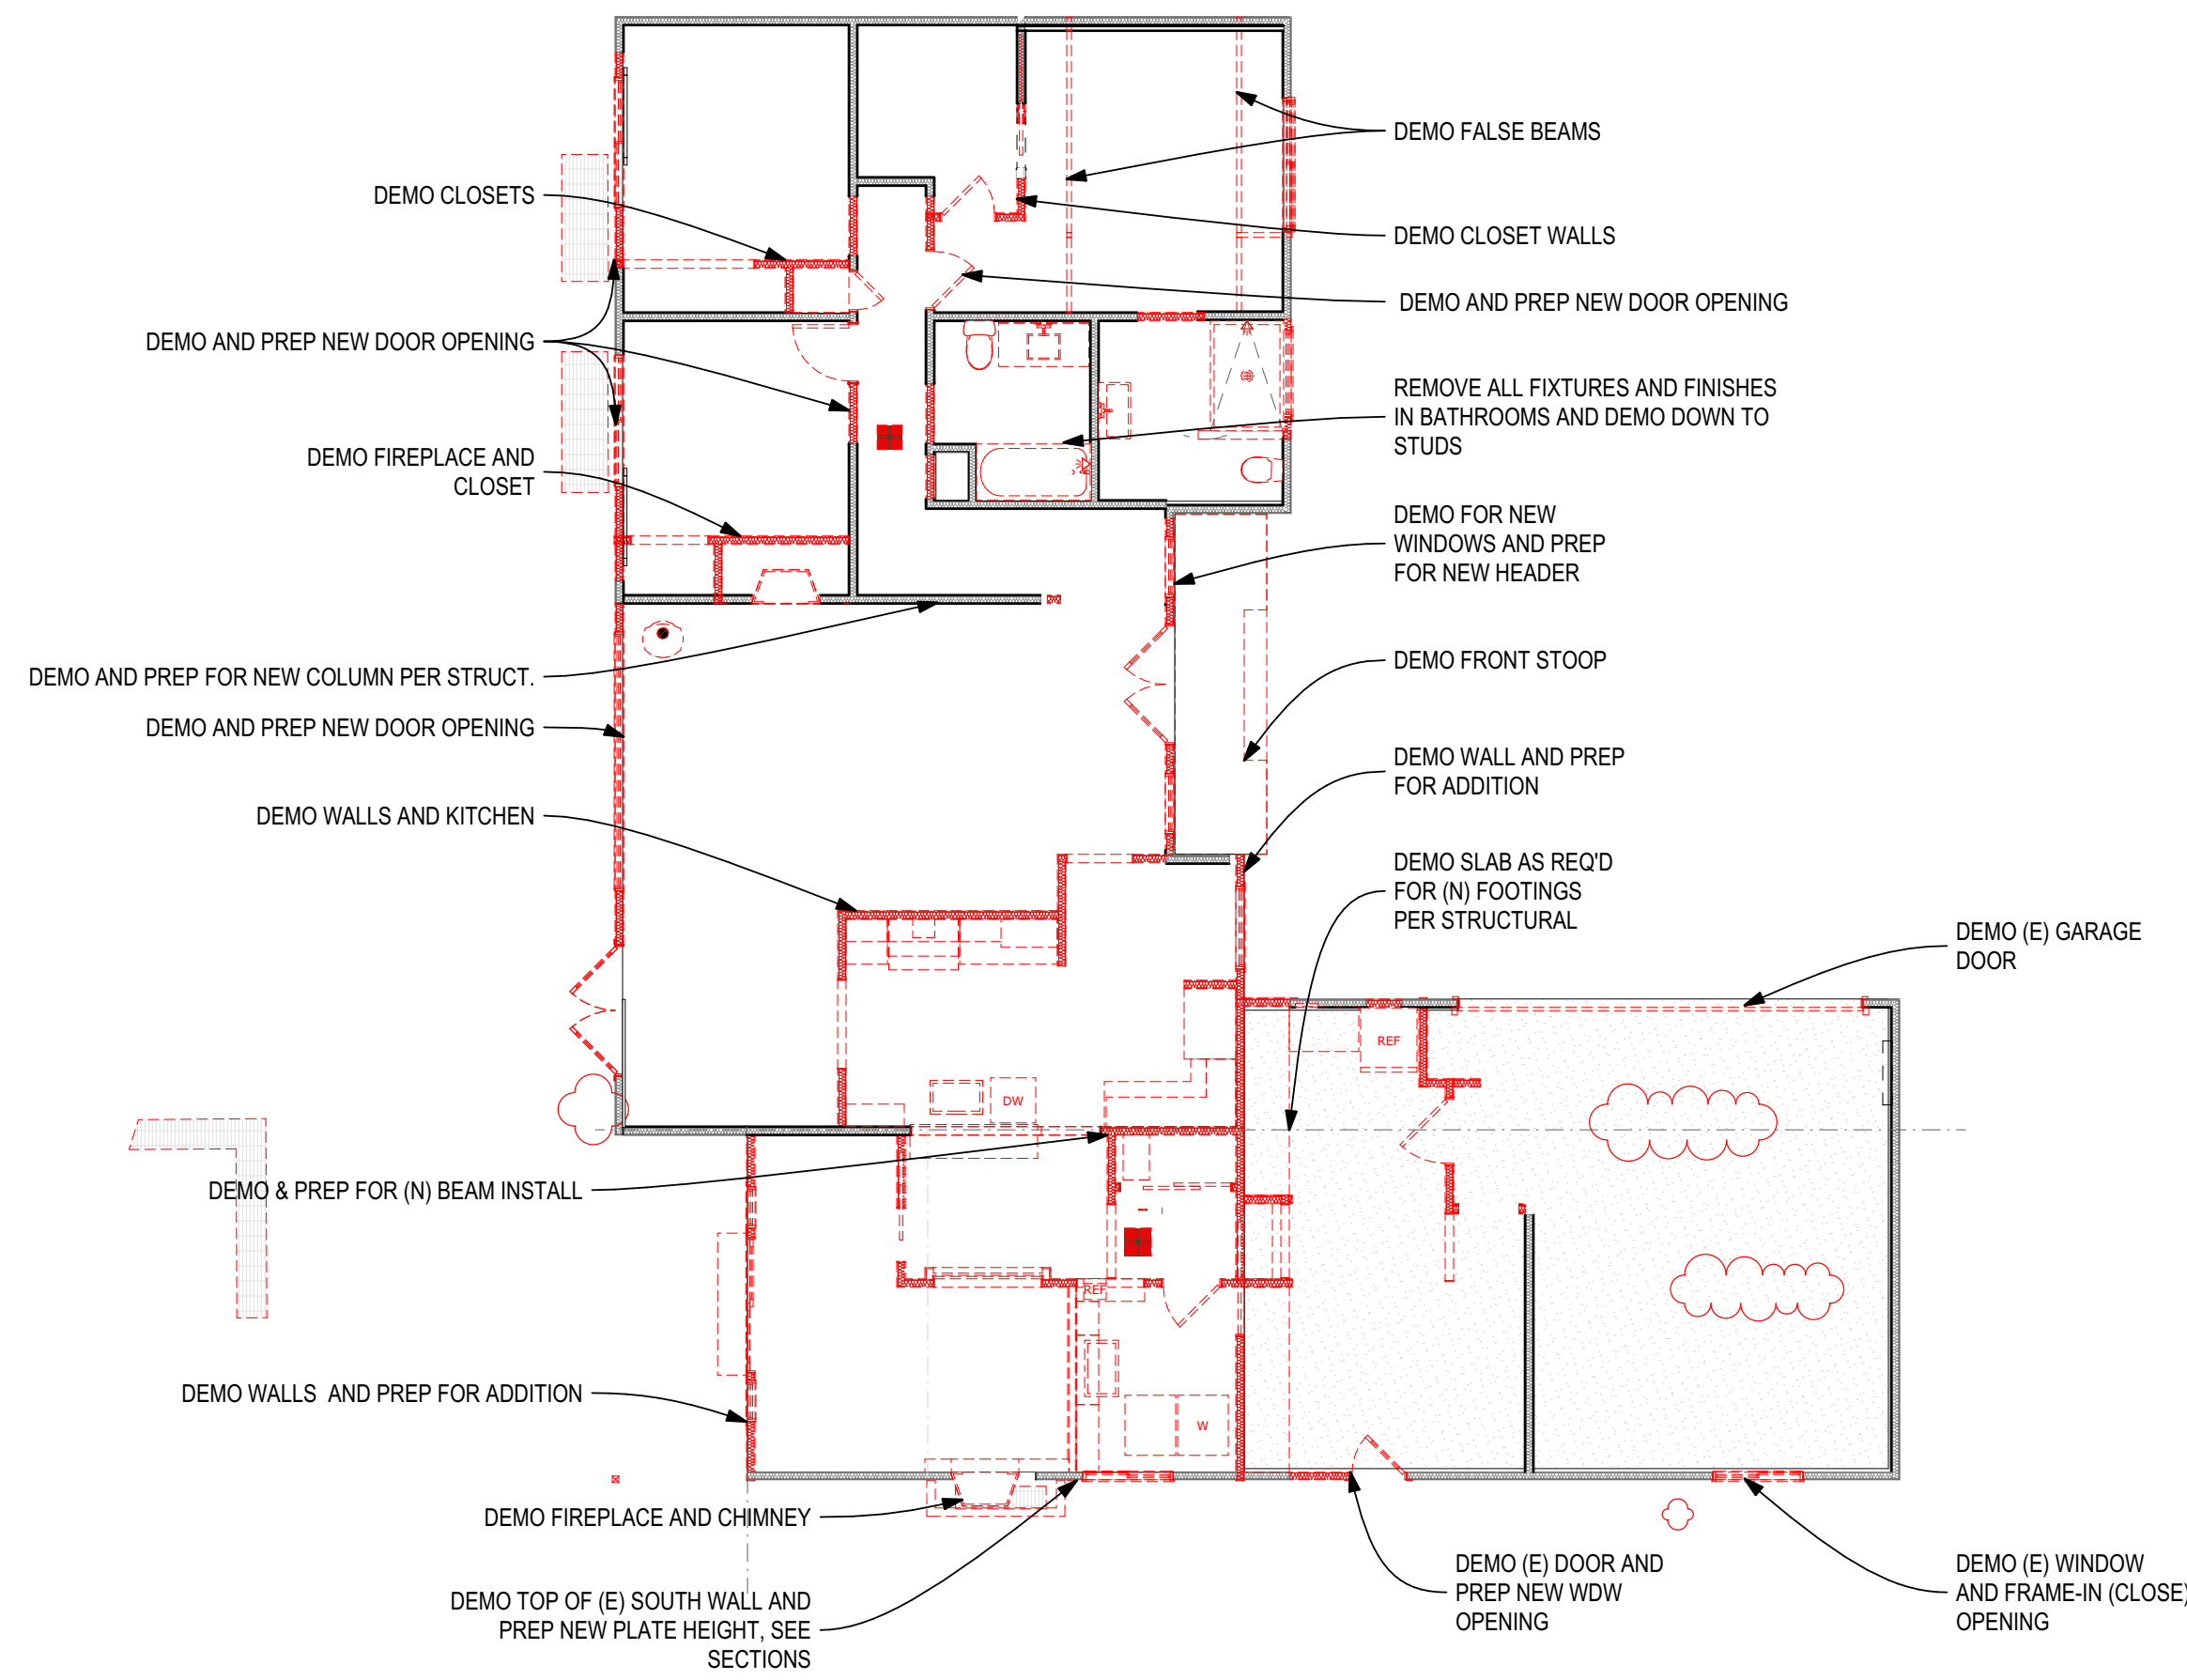 DEMO FALSE BEAMS
DEMO CLOSETS
DEMO CLOSET WALLS
DEMO AND PREP NEW DOOR OPENING
DEMO AND PREP NEW DOOR OPENING
REMOVE ALL FIXTURES AND FINISHES
IN BATHROOMS AND DEMO DOWN TO
STUDS
DEMO FIREPLACE AND
CLOSET
DEMO FOR NEW
WINDOWS AND PREP
FOR NEW HEADER
DEMO FRONT STOOP
DEMO AND PREP FOR NEW COLUMN PER STRUCT.
DEMO AND PREP NEW DOOR OPENING
DEMO WALL AND PREP
FOR ADDITION
DEMO WALLS AND KITCHEN
DEMO SLAB AS REQ'D
FOR (N) FOOTINGS
PER STRUCTURAL
DEMO (E) GARAGE
DOOR
REF
DW
DEMO & PREP FOR (N) BEAM INSTALL
REF
DEMO WALLS  AND PREP FOR ADDITION
W
DEMO FIREPLACE AND CHIMNEY
DEMO TOP OF (E) SOUTH WALL AND
PREP NEW PLATE HEIGHT, SEE
SECTIONS
DEMO (E) DOOR AND
PREP NEW WDW
OPENING
DEMO (E) WINDOW
AND FRAME-IN (CLOSE)
OPENING